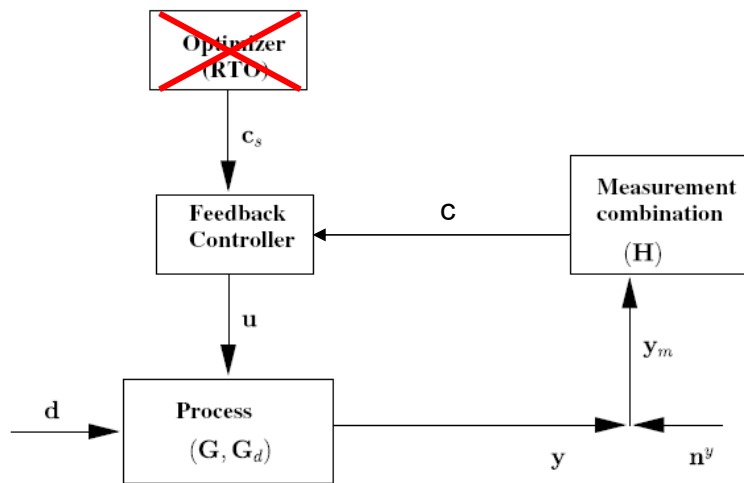 Optimizer
(RTO)
c_s
Feedback
Controller
c
Measurement
combination
(H)
u
y_m
d
Process
(G, G_d)
y
n^y